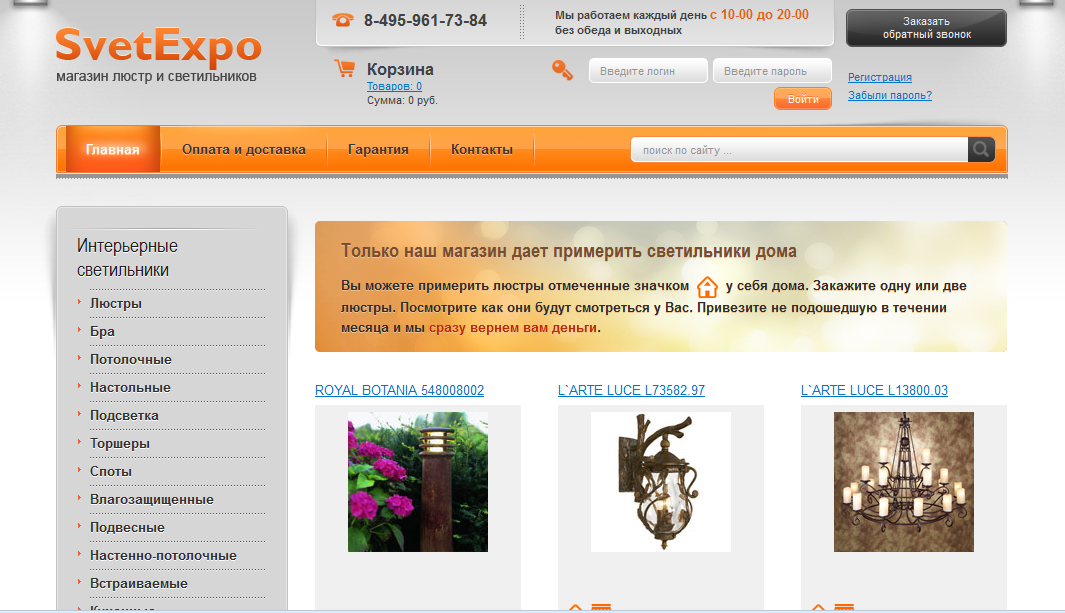 SvetExpo
магазин люстр и светильников
8-495-961-73-84
Мы работаем каждый день с 10-00 до 20-00
без обеда и выходных
Заказать
обратный звонок
Корзина
Товаров: 0
Сумма: 0 руб.
Введите логин
Введите пароль
Войти
Регистрация
Забыли пароль?
Главная
Оплата и доставка
Гарантия
Контакты
поиск по сайту ...
Интерьерные
светильники
Люстры
Бра
Потолочные
Настольные
Подсветка
Торшеры
Споты
Влагозащищенные
Подвесные
Настенно-потолочные
Встраиваемые
Только наш магазин дает примерить светильники дома
Вы можете примерить люстры отмеченные значком у себя дома. Закажите одну или две
люстры. Посмотрите как они будут смотреться у Вас. Привезите не подошедшую в течении
месяца и мы сразу вернем вам деньги.
ROYAL BOTANIA 548008002
L`ARTE LUCE L73582.97
L`ARTE LUCE L13800.03